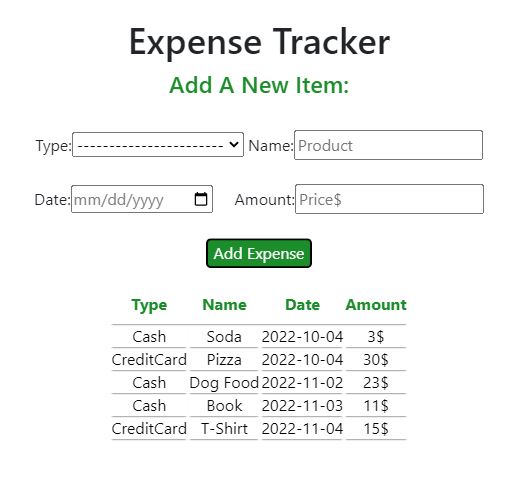 Expense Tracker
Add A New Item:
Type: ----------------------- Name: Product
Date: mm/dd/yyyy Amount: Price$
Add Expense
Type Name Date Amount
Cash Soda 2022-10-04 3$
CreditCard Pizza 2022-10-04 30$
Cash Dog Food 2022-11-02 23$
Cash Book 2022-11-03 11$
CreditCard T-Shirt 2022-11-04 15$